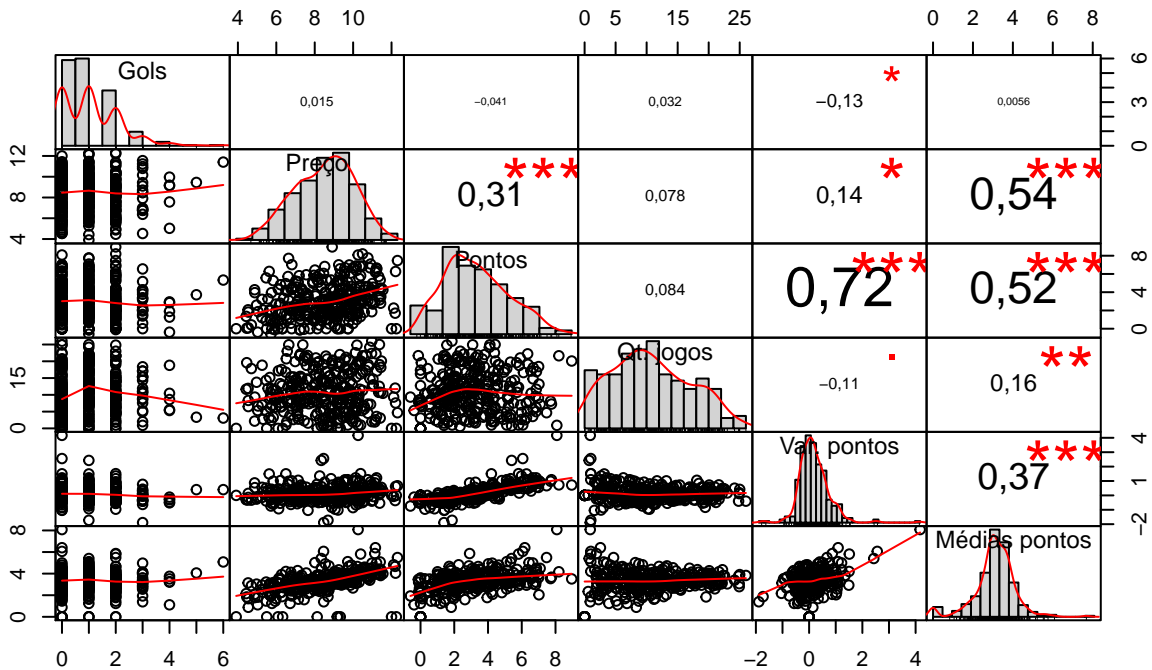 4 6 8 10
0 5 15 25
0 2 4 6 8
Gols
0,015
−0,041
0,032
−0,13 *
0,0056
0 3 6
4 8 12
Preço
0,31 ***
0,078
0,14 *
0,54 ***
Pontos
0,084
0,72 ***
0,52 ***
0 4 8
0 15
Qt. jogos
−0,11
0,16 **
Var. pontos
0,37 ***
−2 1 4
0 4 8
Médias pontos
0 2 4 6
0 2 4 6 8
−2 0 2 4